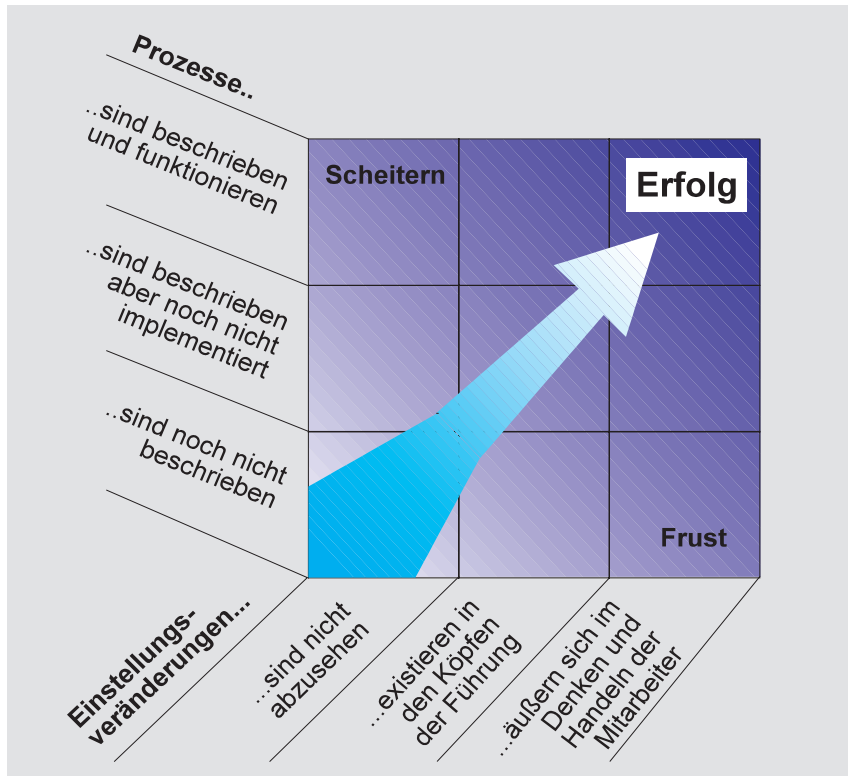 Prozesse..
..sind beschrieben
und funktionieren
..sind beschrieben
aber noch nicht
implementiert
..sind noch nicht
beschrieben
Scheitern
Erfolg
Frust
Einstellungs-
veränderungen...
...sind nicht
abzusehen
...existieren in
den Köpfen
der Führung
...äußern sich im
Denken und
Handeln der
Mitarbeiter